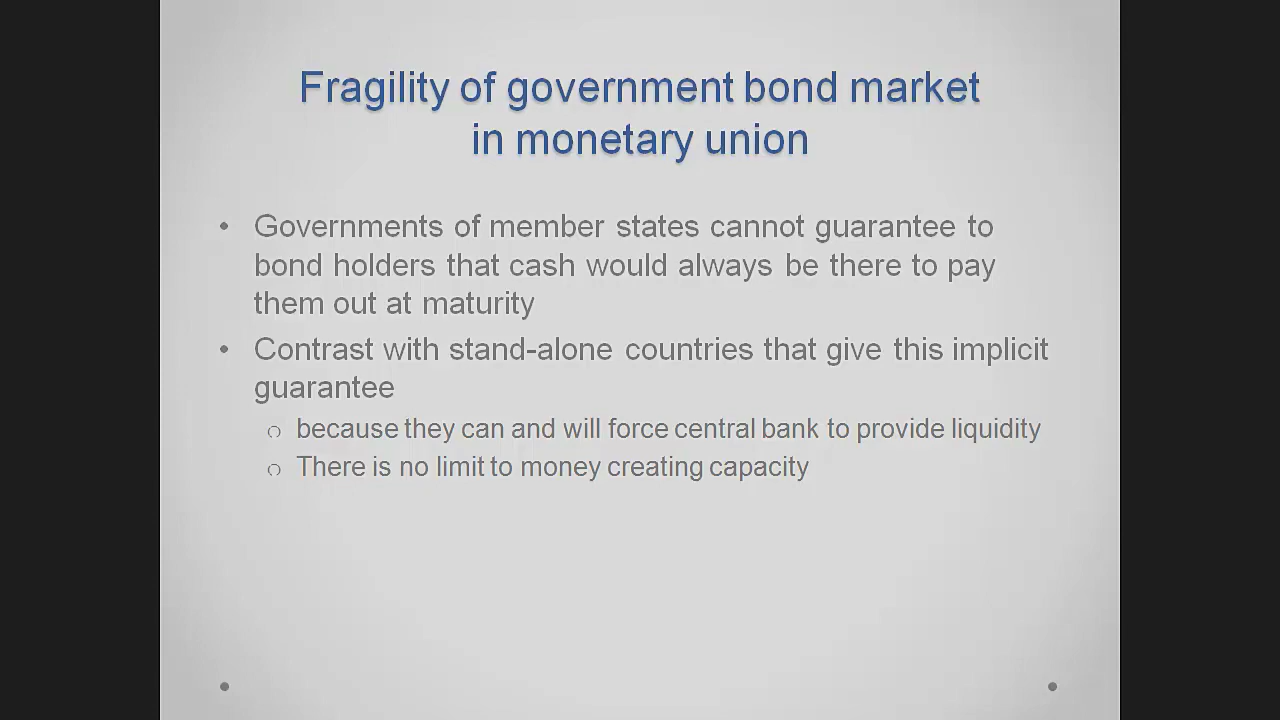 Fragility of government bond market
in monetary union
• Governments of member states cannot guarantee to
bond holders that cash would always be there to pay
them out at maturity
• Contrast with stand-alone countries that give this implicit
guarantee
o because they can and will force central bank to provide liquidity
o There is no limit to money creating capacity